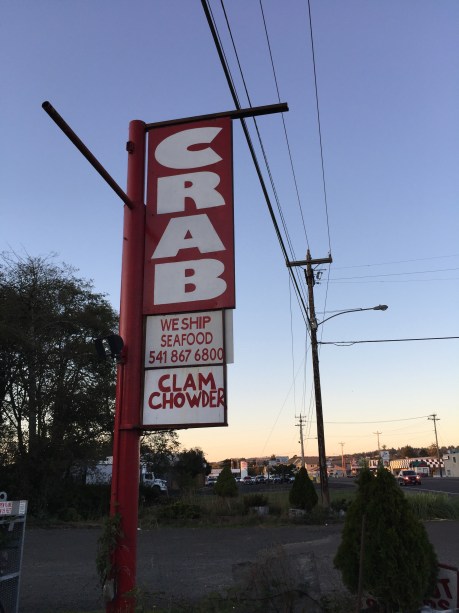 CRAB
WE SHIP
SEAFOOD
541 867 6800
CLAM
CHOWDER